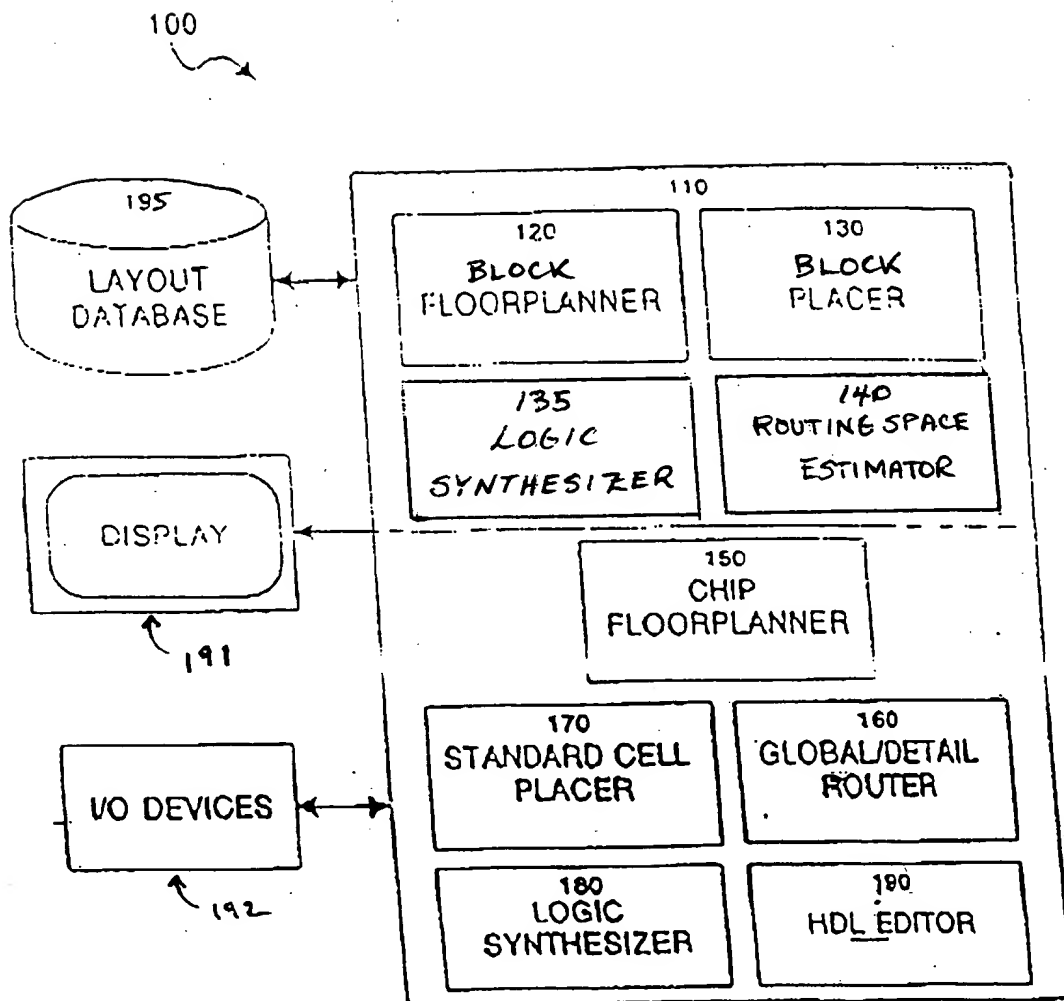 100
195
LAYOUT
DATABASE
110
120
BLOCK
FLOORPLANNER
130
BLOCK
PLACER
135
LOGIC
SYNTHESIZER
140
ROUTING SPACE
ESTIMATOR
DISPLAY
191
150
CHIP
FLOORPLANNER
170
STANDARD CELL
PLACER
160
GLOBAL/DETAIL
ROUTER
I/O DEVICES
192
180
LOGIC
SYNTHESIZER
190
HDL EDITOR